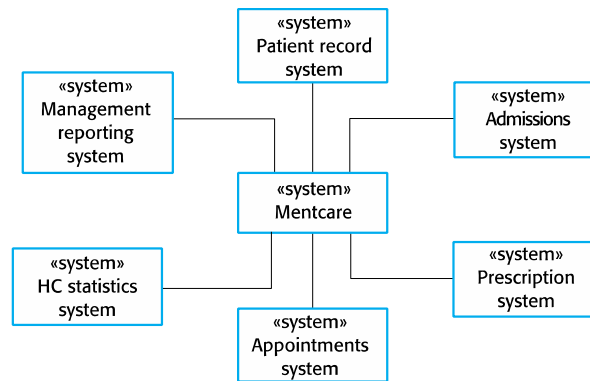 «system»
Patient record
system
«system»
Management
reporting
system
«system»
Admissions
system
«system»
Mentcare
«system»
HC statistics
system
«system»
Prescription
system
«system»
Appointments
system